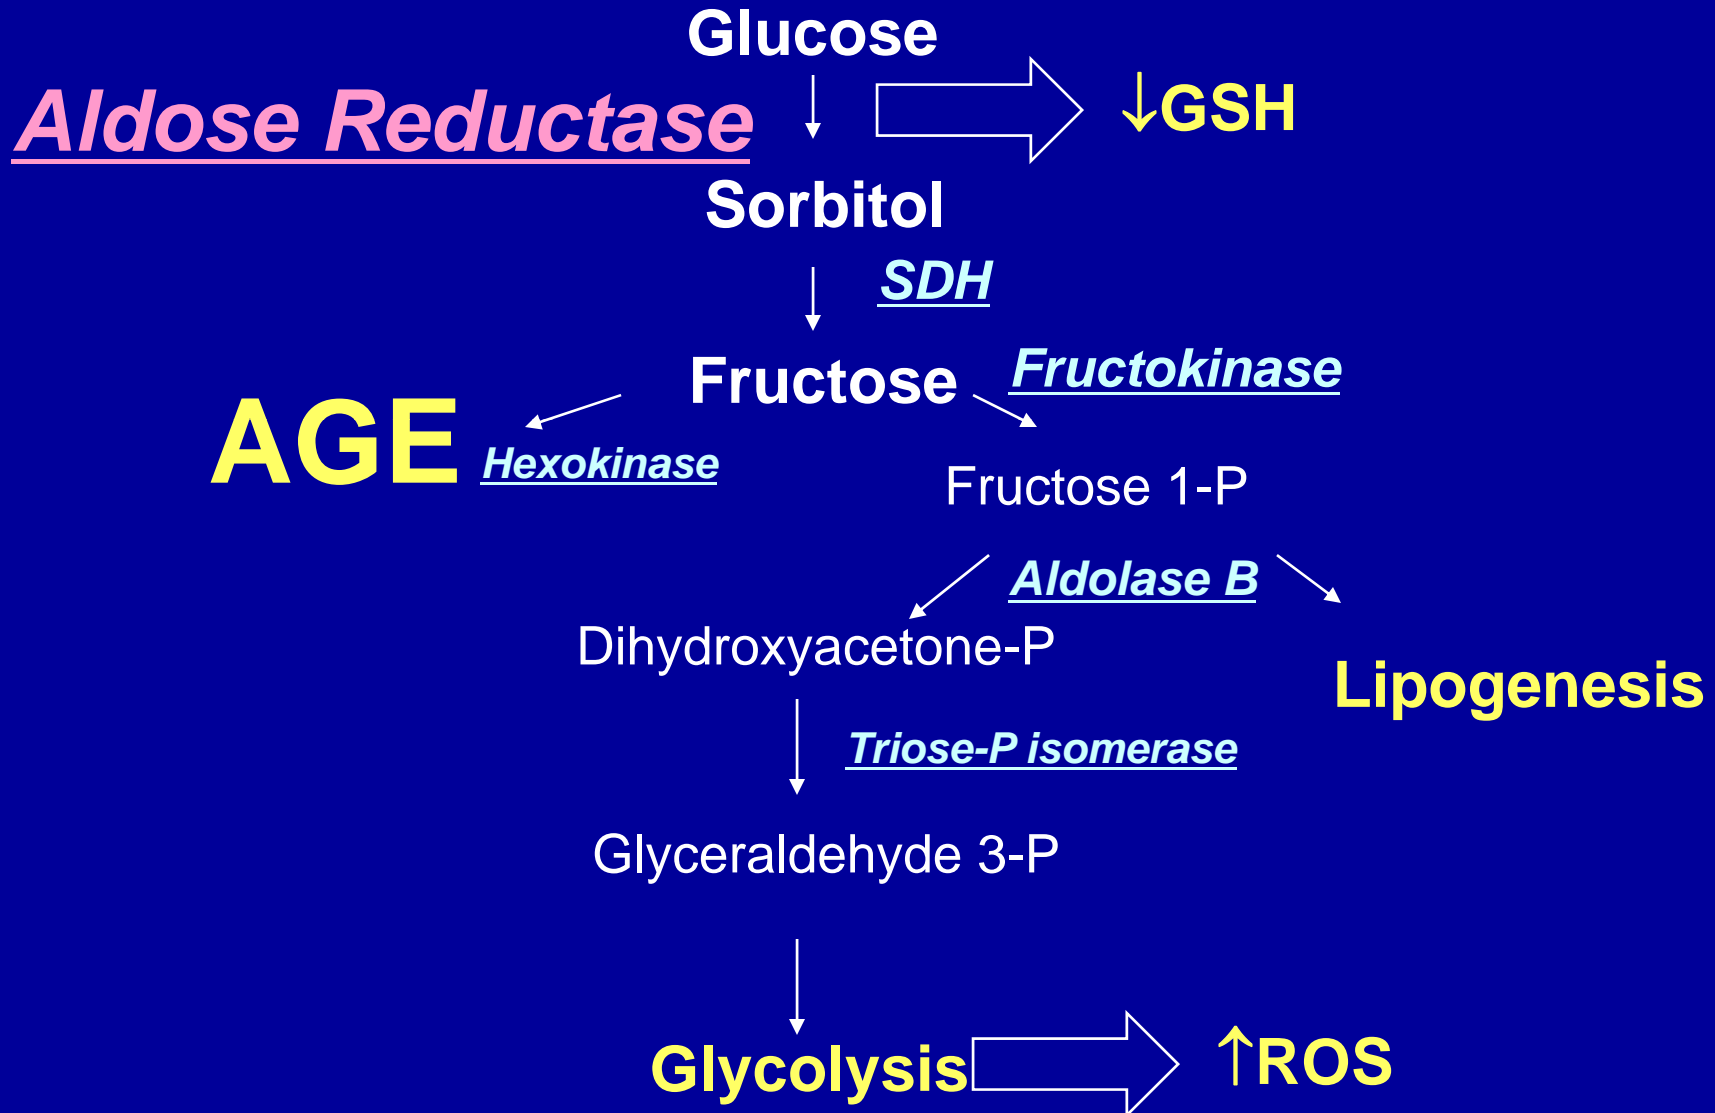 Glucose
Aldose Reductase
↓GSH
Sorbitol
SDH
Fructose
Fructokinase
AGE
Hexokinase
Fructose 1-P
Aldolase B
Dihydroxyacetone-P
Lipogenesis
Triose-P isomerase
Glyceraldehyde 3-P
Glycolysis
↑ROS